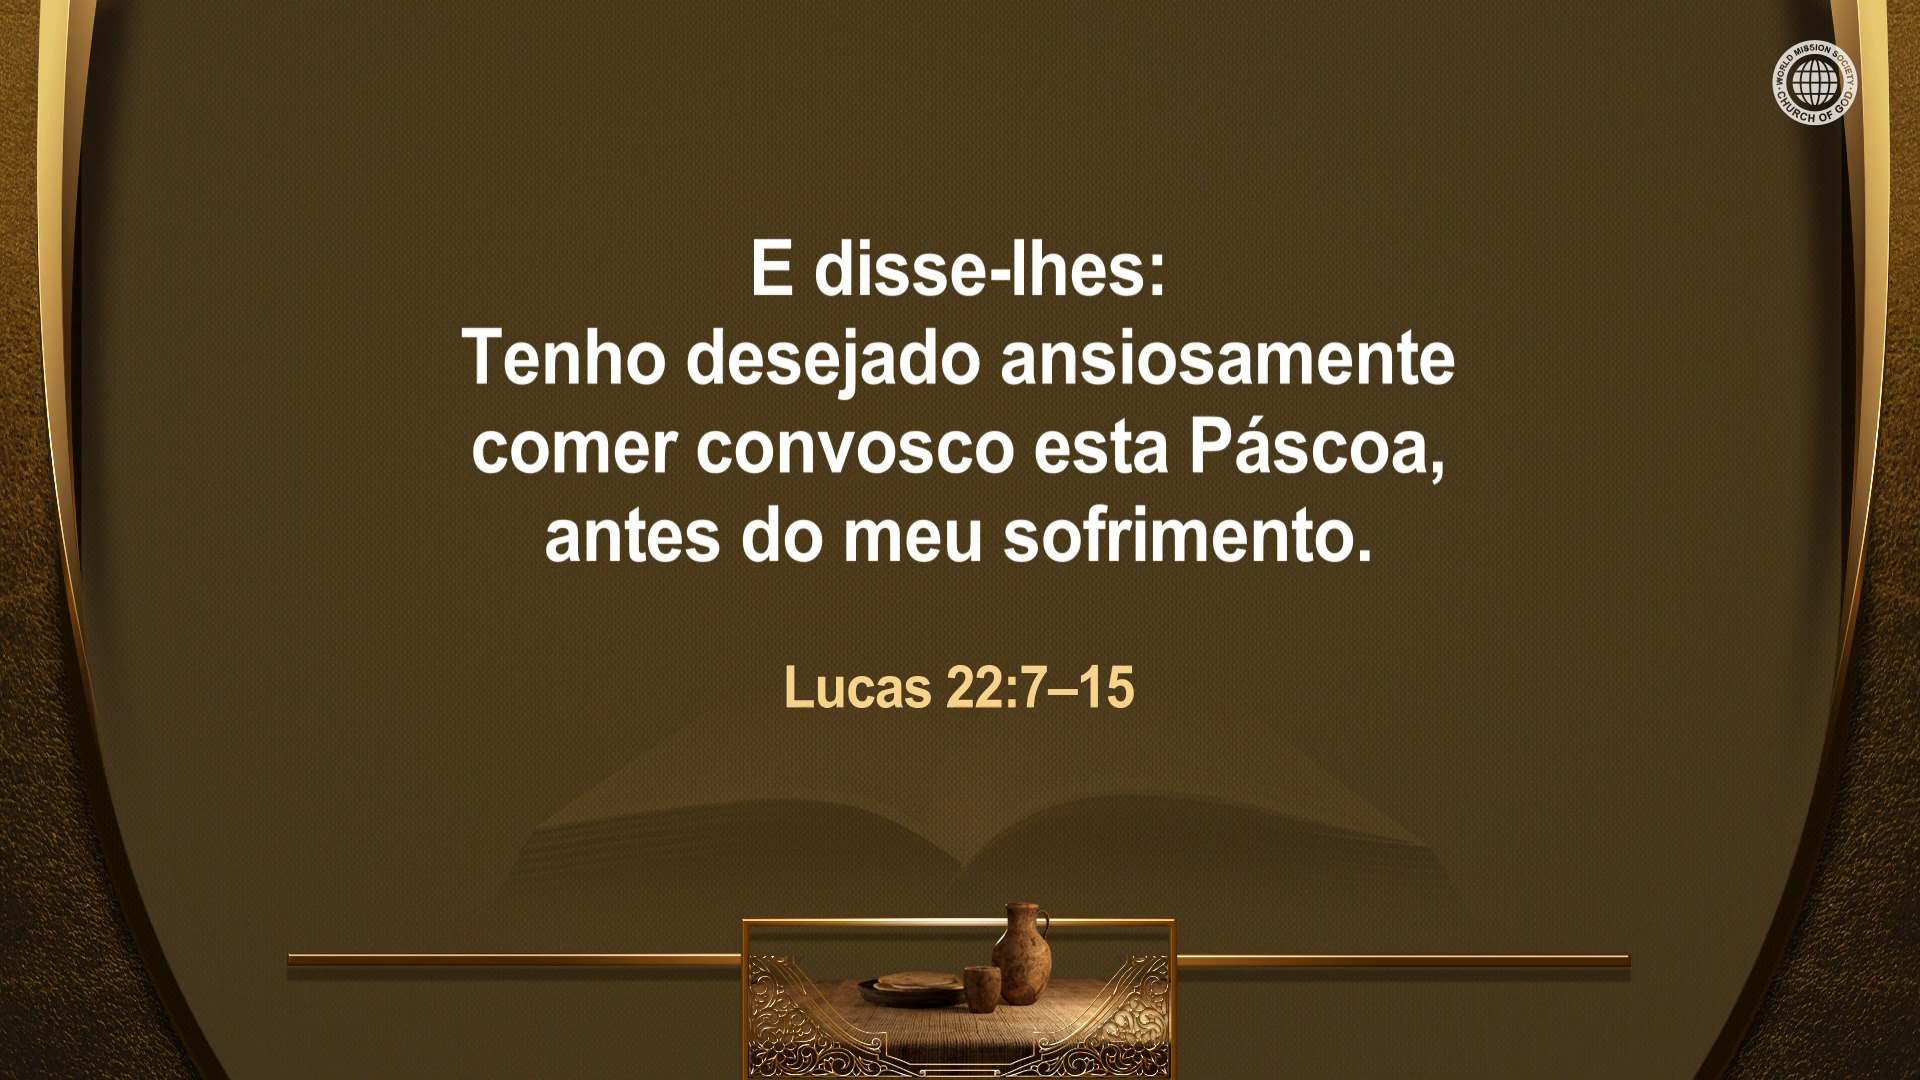 WORLD MISSION SOCIETY
CHURCH OF GOD
E disse-lhes:
Tenho desejado ansiosamente
comer convosco esta Páscoa,
antes do meu sofrimento.
Lucas 22:7–15